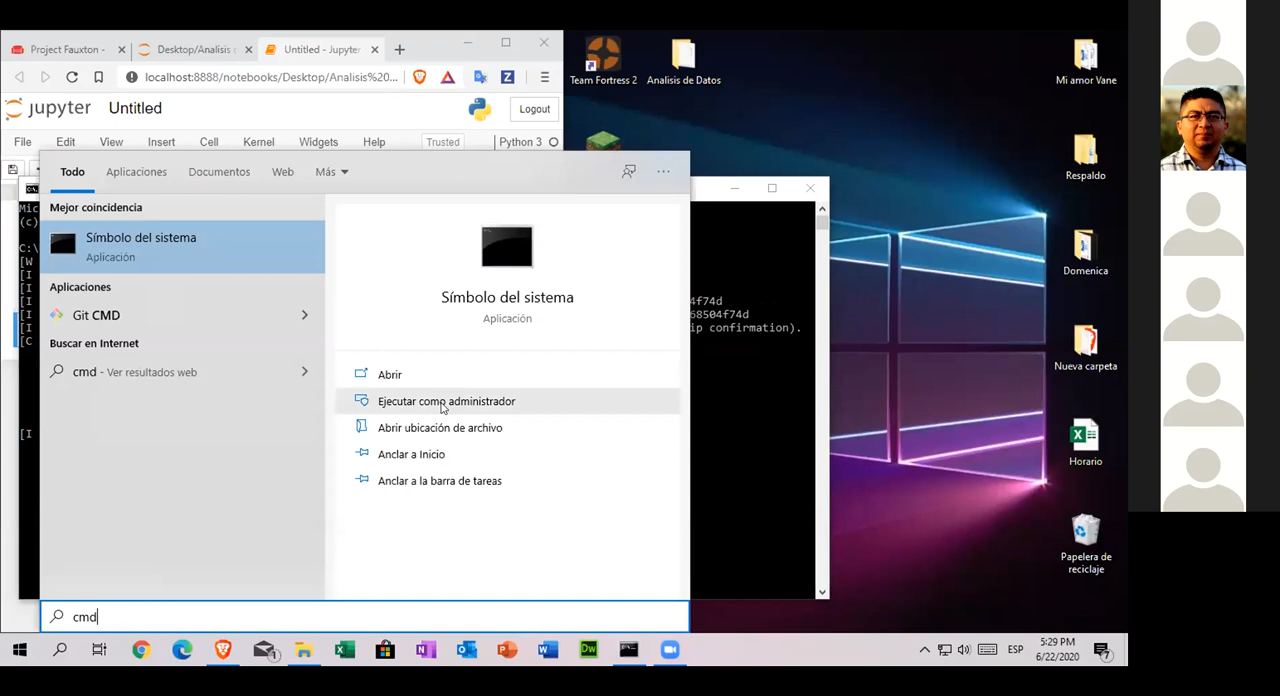 Project Fauxton -
Desktop/Analisis d
Untitled - Jupyter
localhost:8888/notebooks/Desktop/Analisis%20...
jupyter Untitled
Logout
File Edit View Insert Cell Kernel Widgets Help Trusted Python 3
Todo Aplicaciones Documentos Web Más
Mejor coincidencia
Símbolo del sistema
Aplicación
Aplicaciones
Git CMD
Buscar en Internet
cmd - Ver resultados web
Símbolo del sistema
Aplicación
Abrir
Ejecutar como administrador
Abrir ubicación de archivo
Anclar a Inicio
Anclar a la barra de tareas
cmd
Mic
(c)
C:\
[W
[I
[I
[I
[I
[I
[C
[I
4f74d
68504f74d
ip confirmation).
Team Fortress 2
Analisis de Datos
Mi amor Vane
Respaldo
Domenica
Nueva carpeta
Horario
Papelera de
reciclaje
ESP
5:29 PM
6/22/2020